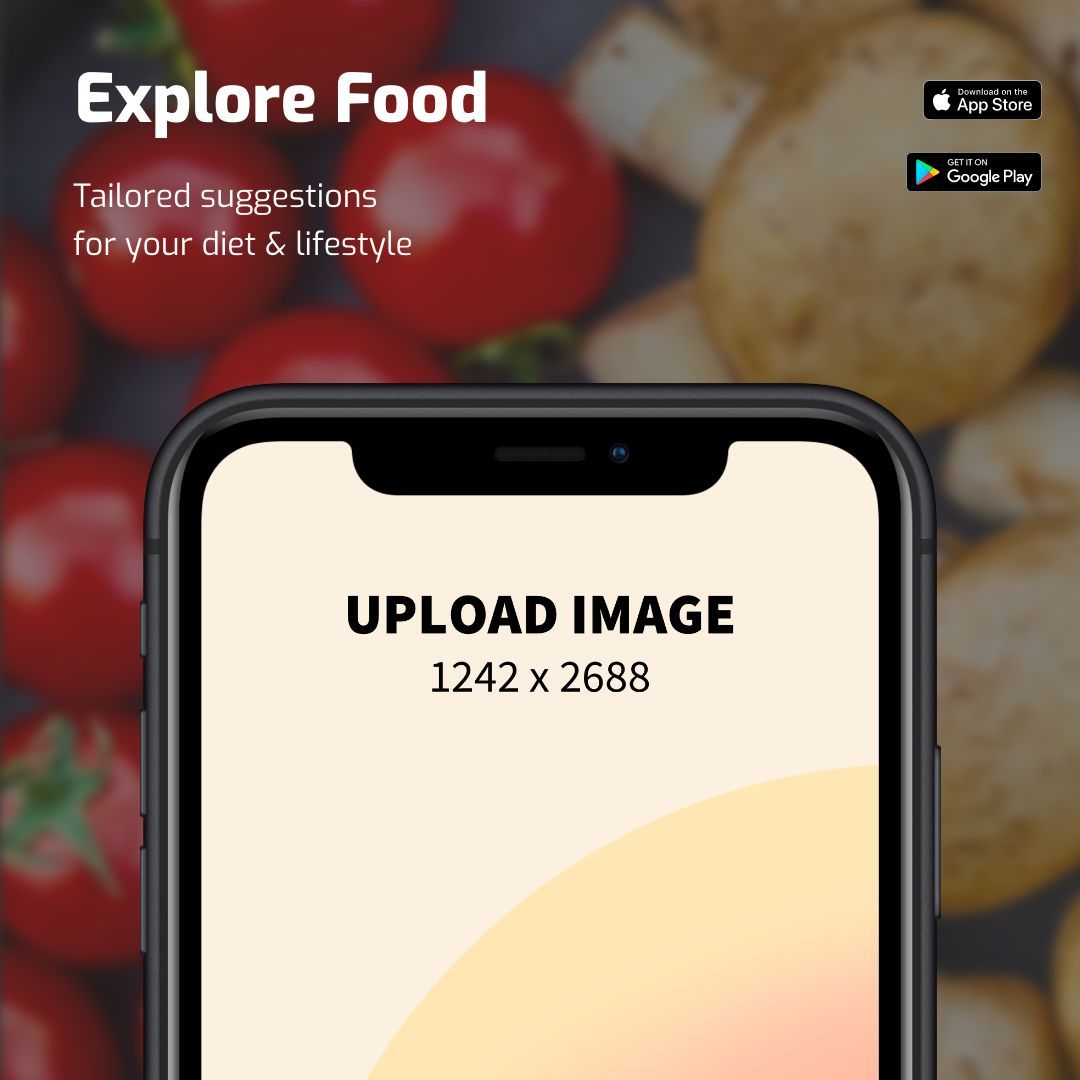 Explore Food
Tailored suggestions
for your diet & lifestyle
Download on the
App Store
GET IT ON
Google Play
UPLOAD IMAGE
1242 x 2688